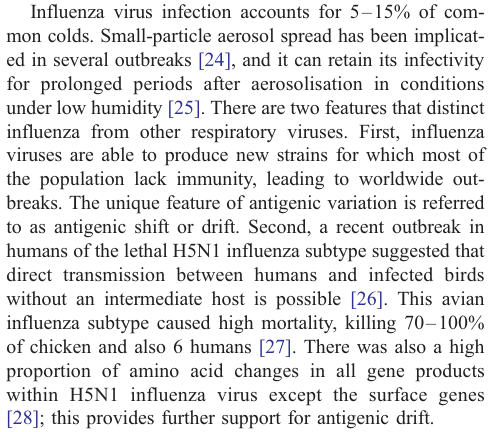 Influenza virus infection accounts for 5–15% of com-
mon colds. Small-particle aerosol spread has been implicat-
ed in several outbreaks [24], and it can retain its infectivity
for prolonged periods after aerosolisation in conditions
under low humidity [25]. There are two features that distinct
influenza from other respiratory viruses. First, influenza
viruses are able to produce new strains for which most of
the population lack immunity, leading to worldwide out-
breaks. The unique feature of antigenic variation is referred
to as antigenic shift or drift. Second, a recent outbreak in
humans of the lethal H5N1 influenza subtype suggested that
direct transmission between humans and infected birds
without an intermediate host is possible [26]. This avian
influenza subtype caused high mortality, killing 70–100%
of chicken and also 6 humans [27]. There was also a high
proportion of amino acid changes in all gene products
within H5N1 influenza virus except the surface genes
[28]; this provides further support for antigenic drift.